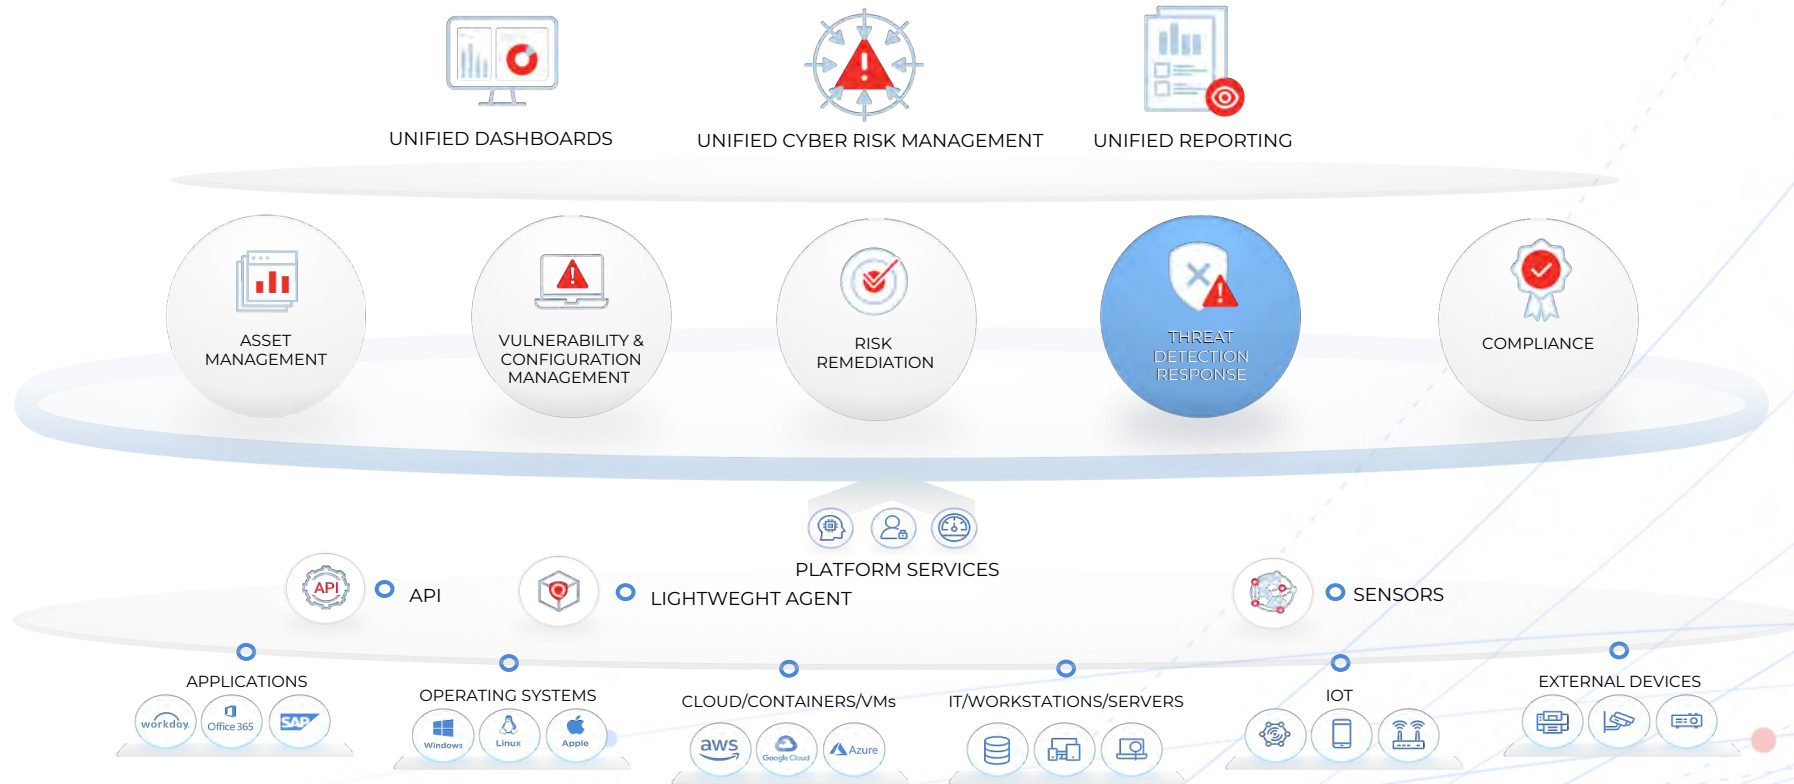 UNIFIED DASHBOARDS
UNIFIED CYBER RISK MANAGEMENT
UNIFIED REPORTING
ASSET
MANAGEMENT
VULNERABILITY &
CONFIGURATION
MANAGEMENT
RISK
REMEDIATION
THREAT
DETECTION
RESPONSE
COMPLIANCE
PLATFORM SERVICES
API
API
LIGHTWEGHT AGENT
SENSORS
APPLICATIONS
workday.
Office 365
SAP
OPERATING SYSTEMS
Windows
Linux
Apple
CLOUD/CONTAINERS/VMs
aws
Google Cloud
Azure
IT/WORKSTATIONS/SERVERS
IOT
EXTERNAL DEVICES